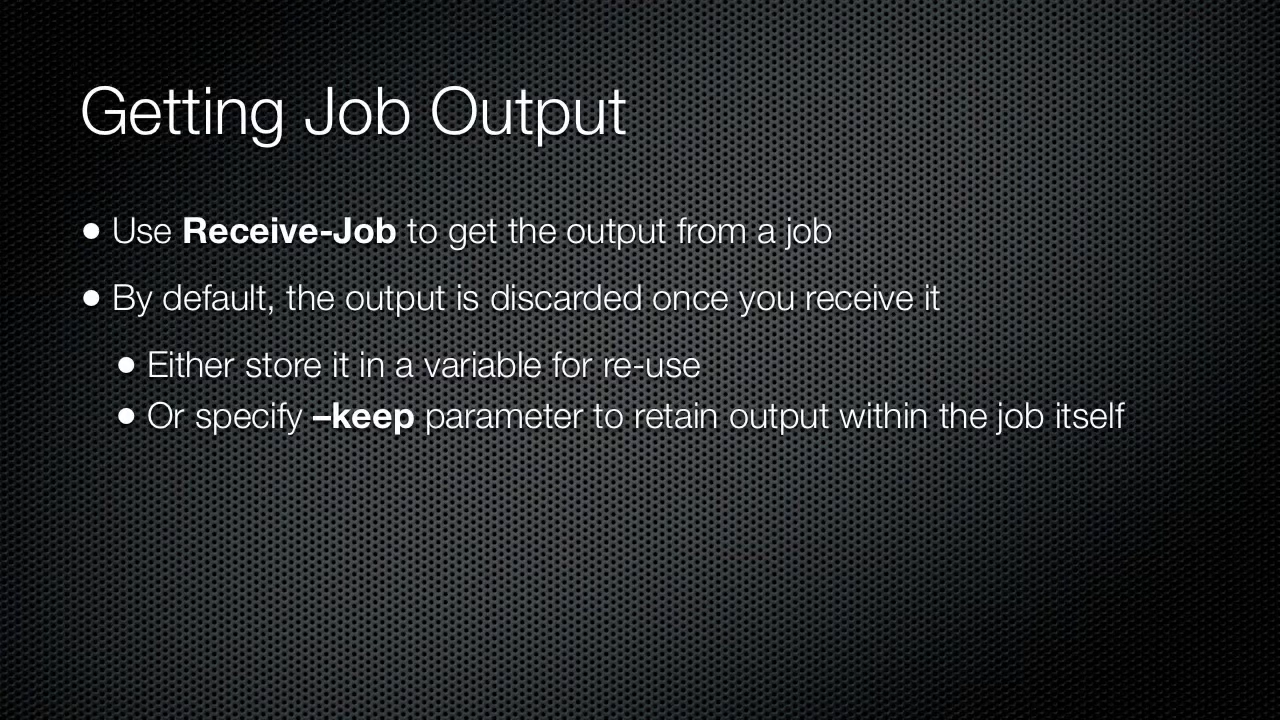 Getting Job Output
• Use Receive-Job to get the output from a job
• By default, the output is discarded once you receive it
• Either store it in a variable for re-use
• Or specify –keep parameter to retain output within the job itself